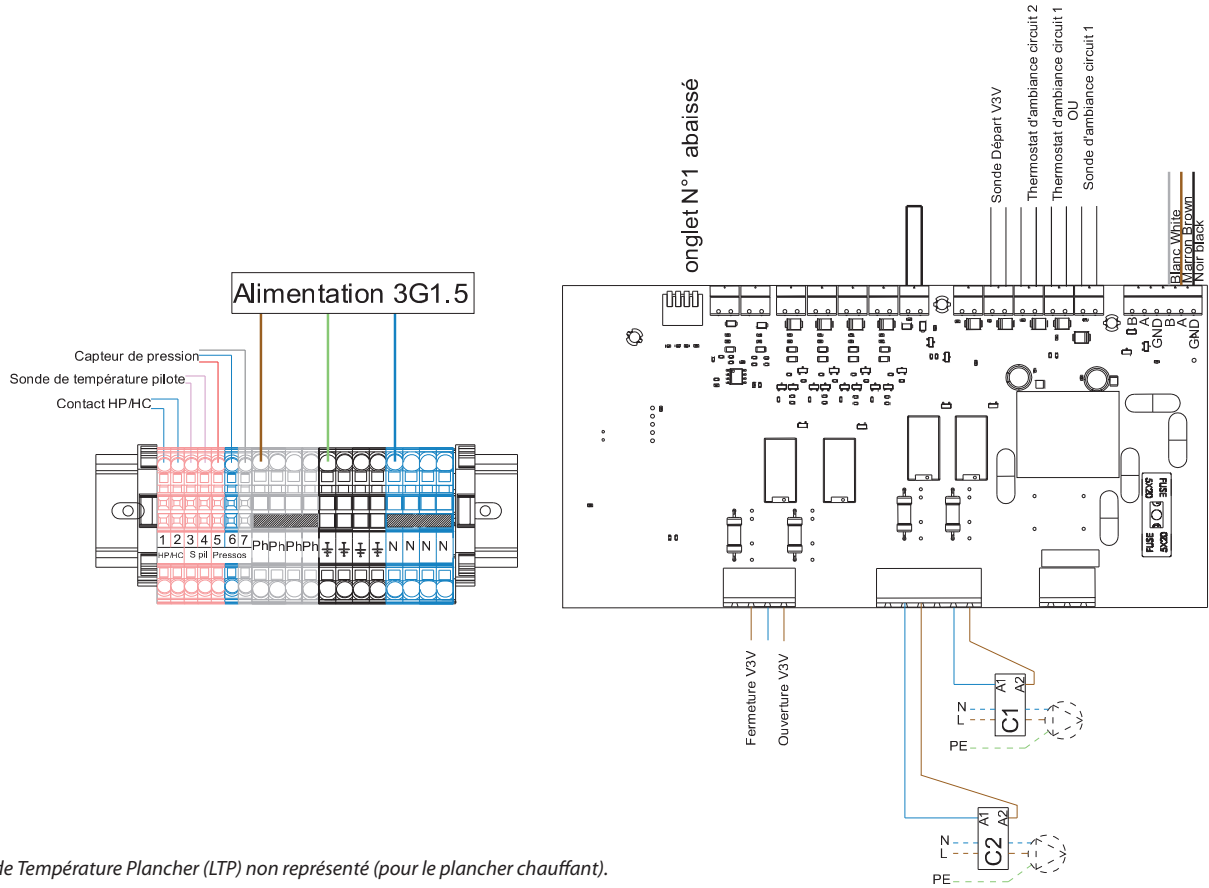 onglet N°1 abaissé
Sonde Départ V3V
Thermostat d'ambiance circuit 2
Thermostat d'ambiance circuit 1
OU
Sonde d'ambiance circuit 1
Blanc White
Marron Brown
Noir black
Alimentation 3G1.5
Capteur de pression
Sonde de température pilote
Contact HP/HC
B
A
GND
B
A
GND
1 2 3 4 5 6 7 Ph Ph Ph Ph N N N N
HP/HC S pil Pressos
FUSE
5X20
FUSE
5X20
Fermeture V3V
Ouverture V3V
A1 A2
C1
N
L
PE
A1 A2
C2
N
L
PE
de Température Plancher (LTP) non représenté (pour le plancher chauffant).